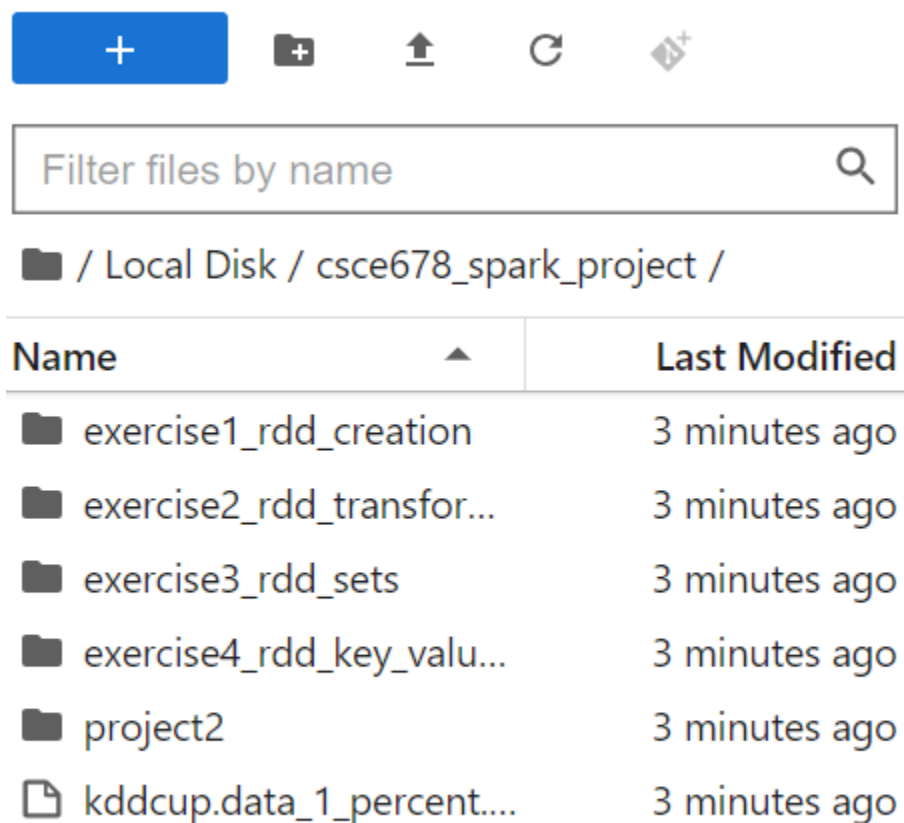 +
Filter files by name
/ Local Disk / csce678_spark_project /
Name Last Modified
exercise1_rdd_creation 3 minutes ago
exercise2_rdd_transfor... 3 minutes ago
exercise3_rdd_sets 3 minutes ago
exercise4_rdd_key_valu... 3 minutes ago
project2 3 minutes ago
kddcup.data_1_percent.... 3 minutes ago